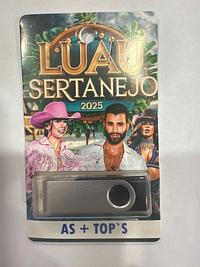 LUAU
SERTANEJO
2025
AS + TOP`S